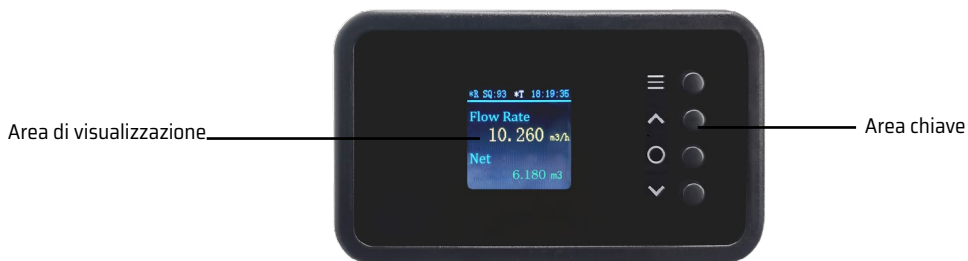 *R SQ:93 *T 18:19:35
Flow Rate
10.260 m3/h
Net
6.180 m3
Area di visualizzazione
Area chiave